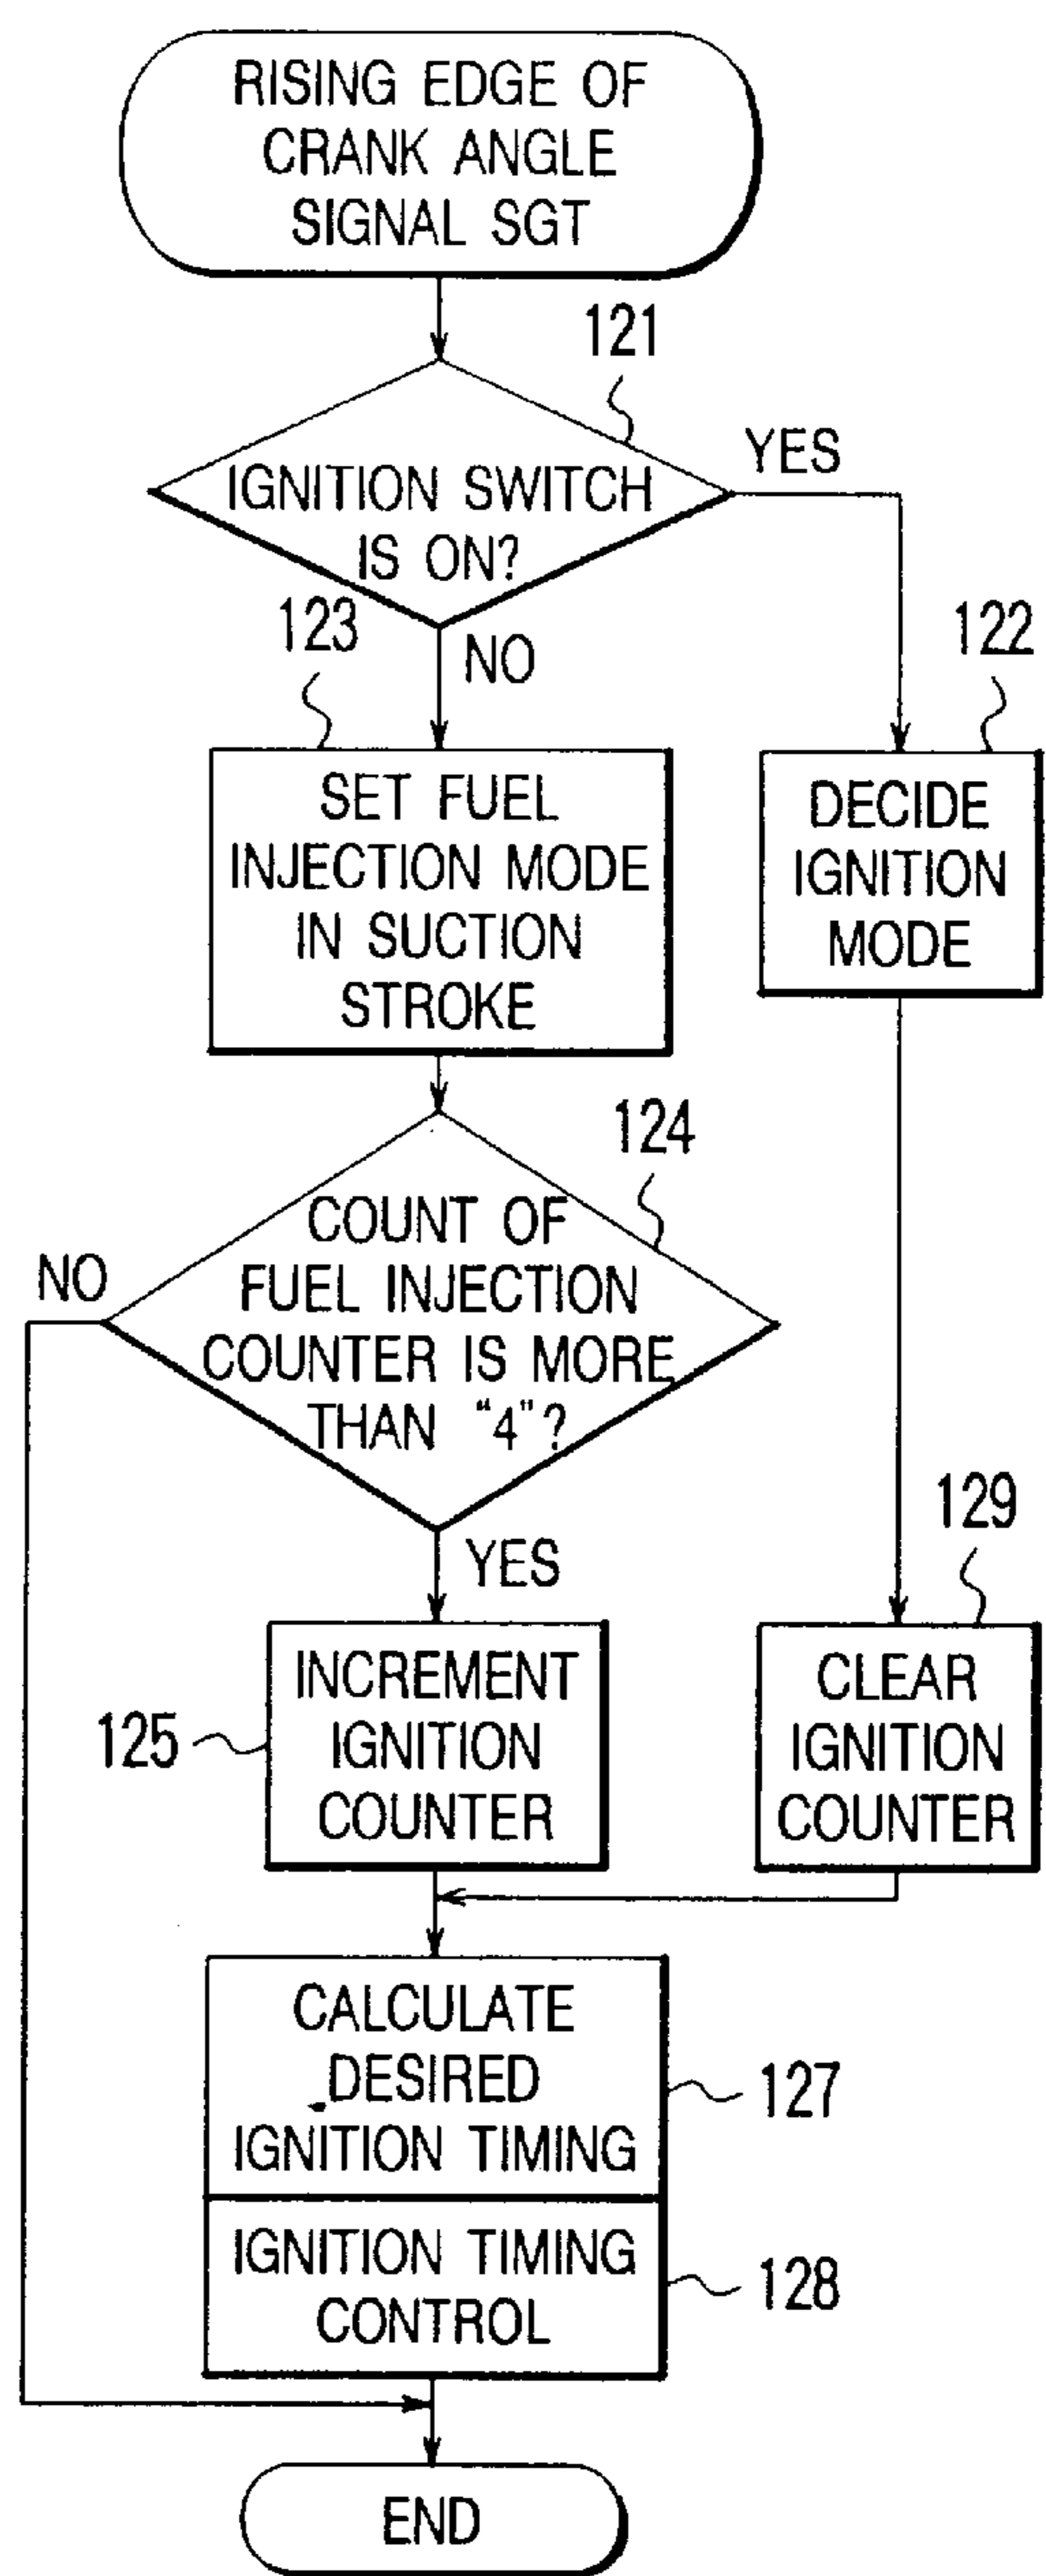 RISING EDGE OF
CRANK ANGLE
SIGNAL SGT
121
IGNITION SWITCH
IS ON?
YES
NO
123
SET FUEL
INJECTION MODE
IN SUCTION
STROKE
122
DECIDE
IGNITION
MODE
124
COUNT OF
FUEL INJECTION
COUNTER IS MORE
THAN "4"?
NO
YES
125
INCREMENT
IGNITION
COUNTER
129
CLEAR
IGNITION
COUNTER
CALCULATE
DESIRED
IGNITION TIMING
127
IGNITION TIMING
CONTROL
128
END